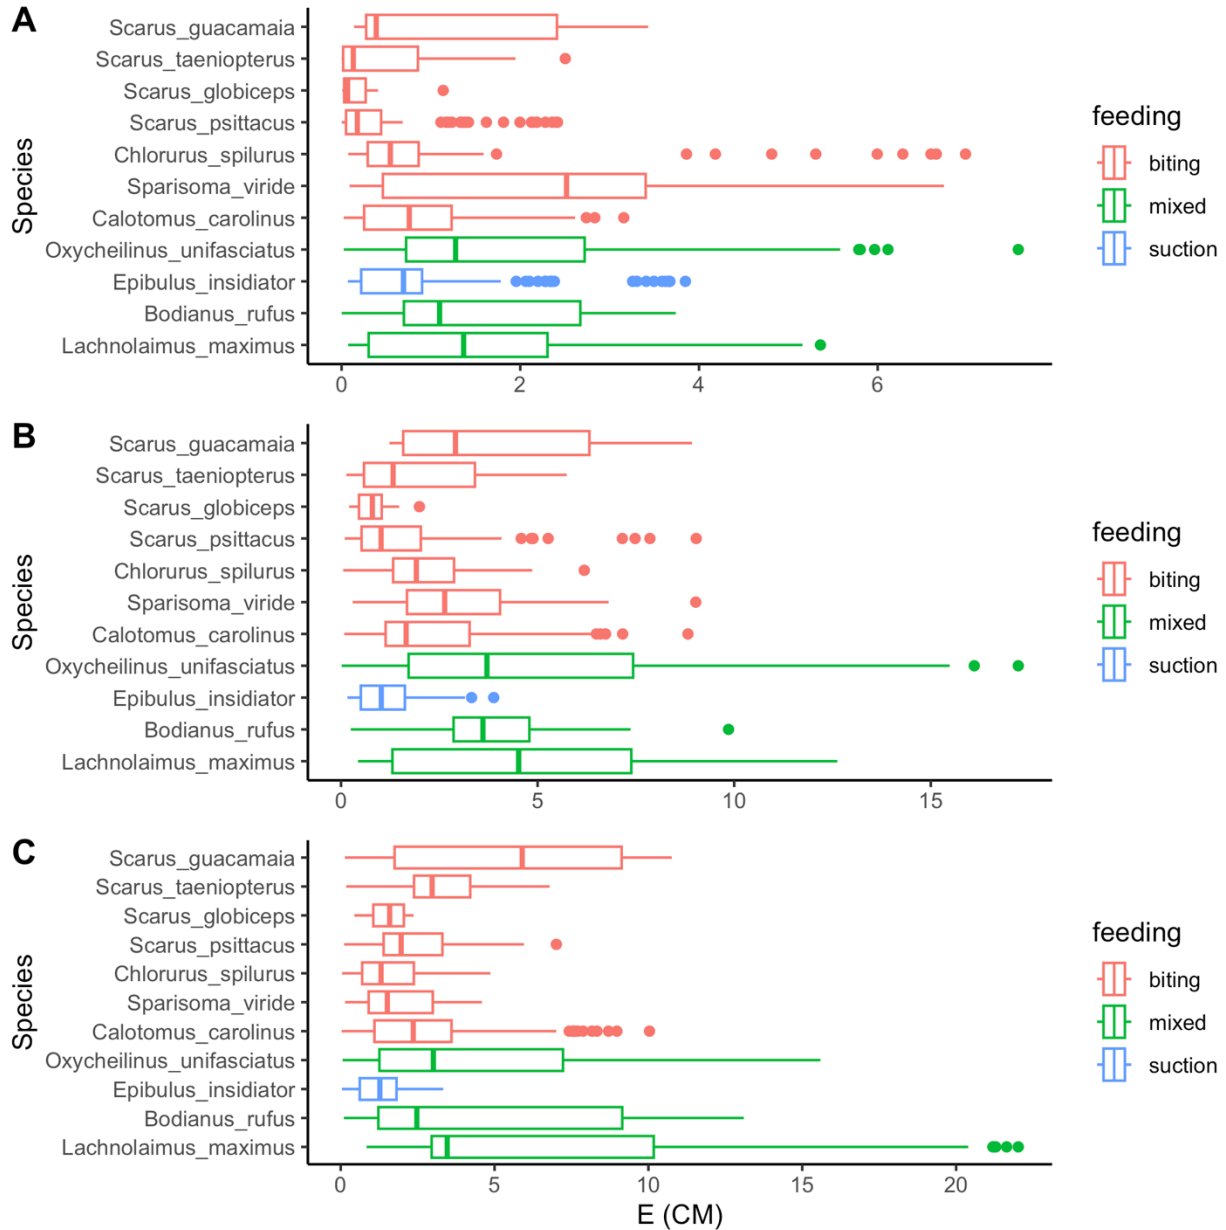 A
Species
Scarus_guacamaia
Scarus_taeniopterus
Scarus_globiceps
Scarus_psittacus
Chlorurus_spilurus
Sparisoma_viride
Calotomus_carolinus
Oxycheilinus_unifasciatus
Epibulus_insidiator
Bodianus_rufus
Lachnolaimus_maximus
0 2 4 6
feeding
biting
mixed
suction
B
Species
Scarus_guacamaia
Scarus_taeniopterus
Scarus_globiceps
Scarus_psittacus
Chlorurus_spilurus
Sparisoma_viride
Calotomus_carolinus
Oxycheilinus_unifasciatus
Epibulus_insidiator
Bodianus_rufus
Lachnolaimus_maximus
0 5 10 15
feeding
biting
mixed
suction
C
Species
Scarus_guacamaia
Scarus_taeniopterus
Scarus_globiceps
Scarus_psittacus
Chlorurus_spilurus
Sparisoma_viride
Calotomus_carolinus
Oxycheilinus_unifasciatus
Epibulus_insidiator
Bodianus_rufus
Lachnolaimus_maximus
0 5 10 15 20
E (CM)
feeding
biting
mixed
suction